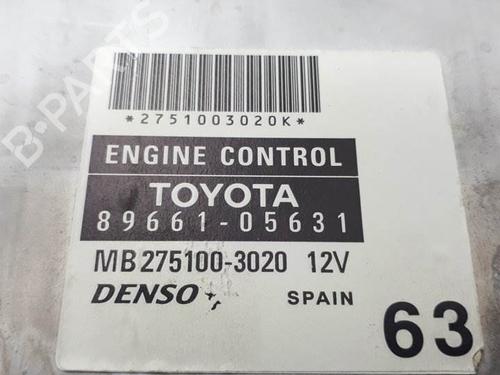 B-PARTS
*2751003020K*
ENGINE CONTROL
TOYOTA
89661-05631
MB275100-3020 12V
DENSO SPAIN
63